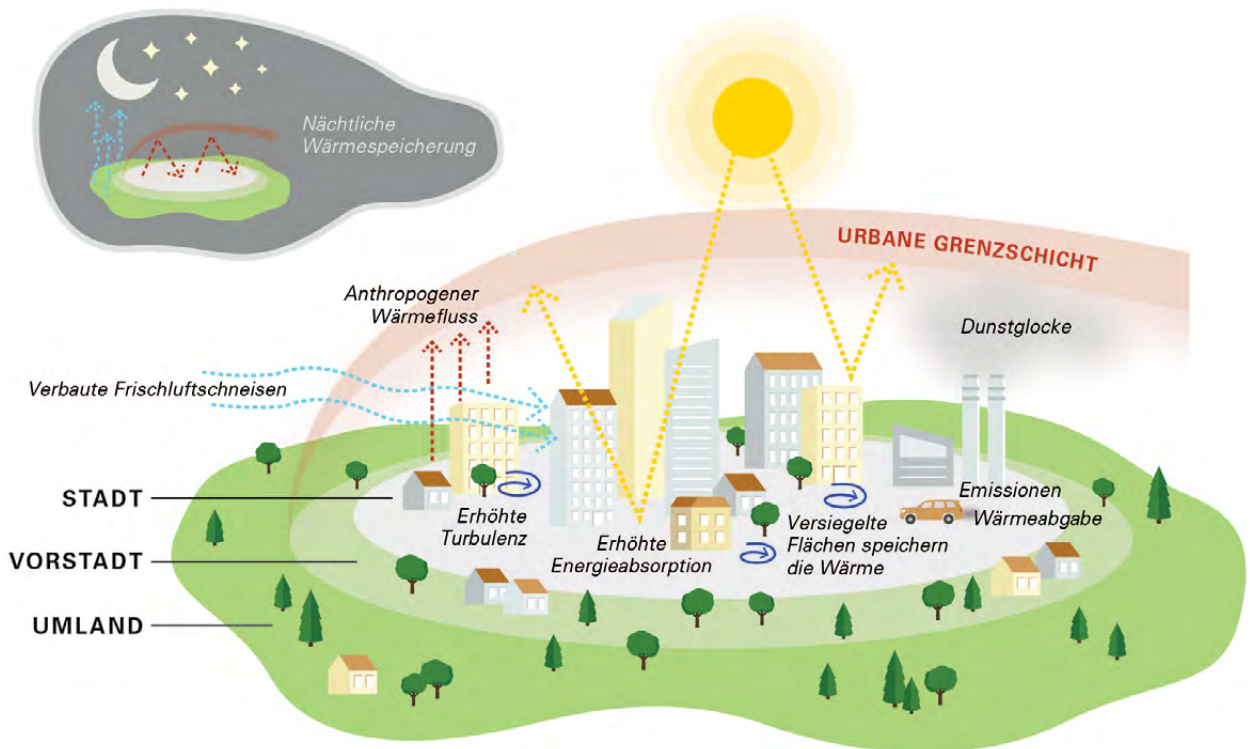 Nächtliche
Wärmespeicherung
URBANE GRENZSCHICHT
Anthropogener
Wärmefluss
Dunstglocke
Verbaute Frischluftschneisen
STADT
VORSTADT
UMLAND
Erhöhte
Turbulenz
Erhöhte
Energieabsorption
Versiegelte
Flächen speichern
die Wärme
Emissionen
Wärmeabgabe